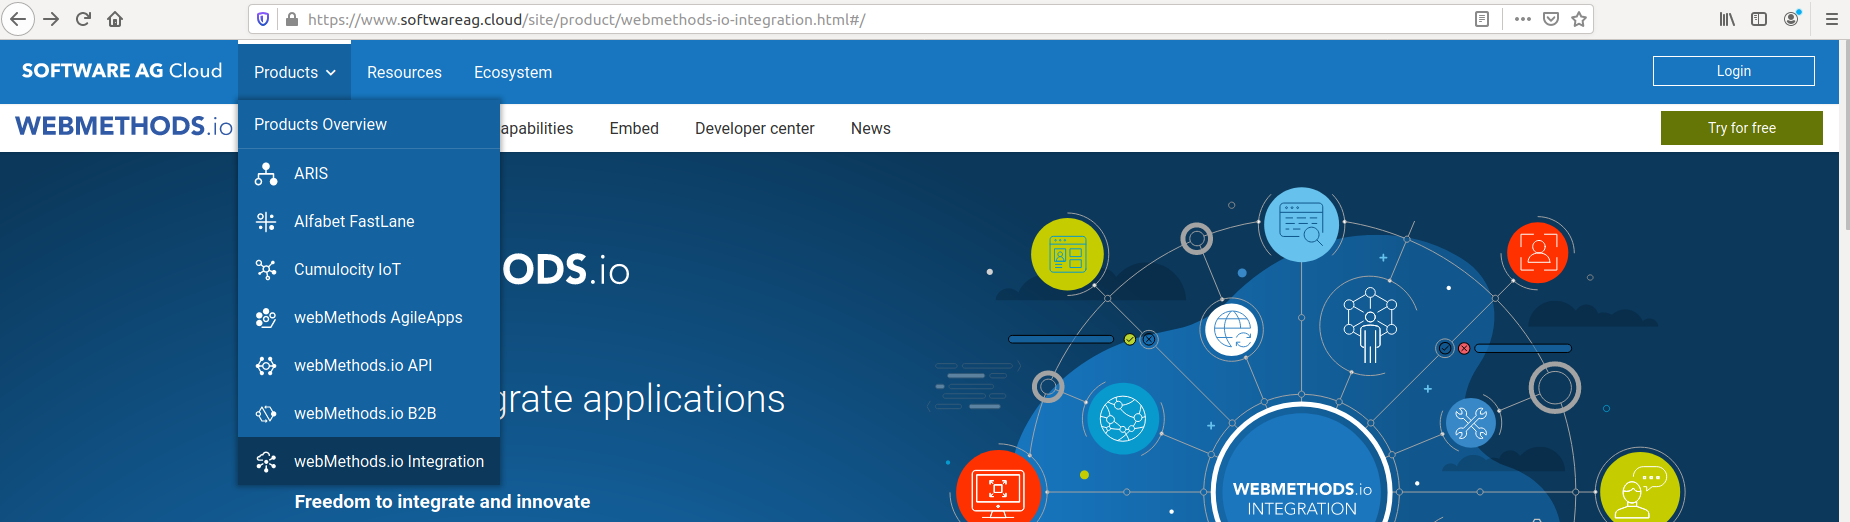 https://www.softwareag.cloud/site/product/webmethods-io-integration.html#/
SOFTWARE AG Cloud
Products
Resources
Ecosystem
Login
WEBMETHODS.io
Products Overview
apabilities
Embed
Developer center
News
Try for free
ARIS
Alfabet FastLane
Cumulocity IoT
ODS.io
webMethods AgileApps
webMethods.io API
grate applications
webMethods.io B2B
webMethods.io Integration
Freedom to integrate and innovate
WEBMETHODS.io
INTEGRATION